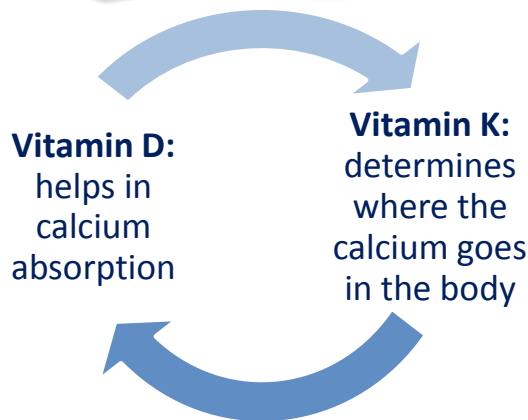 Vitamin D:
helps in
calcium
absorption
Vitamin K:
determines
where the
calcium goes
in the body